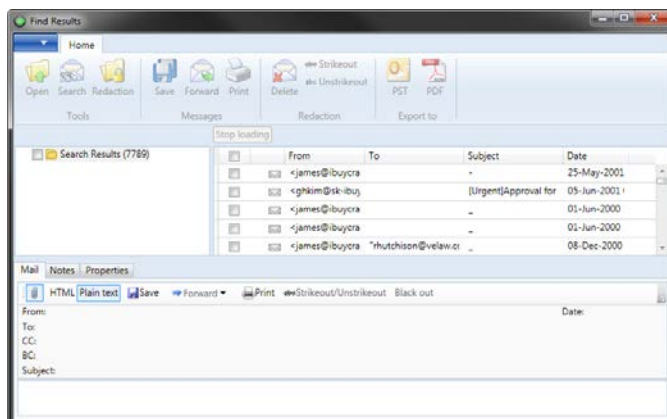 Find Results
Home
Open Search Redaction Save Forward Print Delete Strikeout Unstrikeout PST PDF
Tools Messages Redaction Export to
Stop loading
Search Results (7789)
From To Subject Date
<james@ibuycra - 25-May-2001
<ghkim@sk-ibuy [Urgent]Approval for 05-Jun-2001
<james@ibuycra _ 01-Jun-2000
<james@ibuycra _ 01-Jun-2000
<james@ibuycra "rhutchison@velaw.cr _ 08-Dec-2000
Mail Notes Properties
HTML Plain text Save Forward Print Strikeout/Unstrikeout Black out
From: Date:
To:
CC:
BC:
Subject: